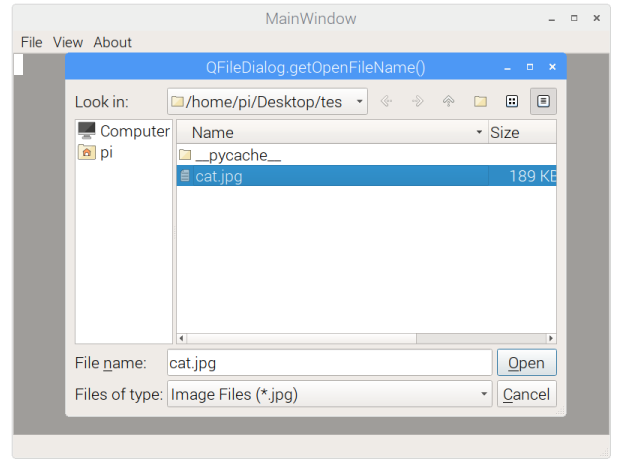 MainWindow
File View About
QFileDialog.getOpenFileName()
Look in: /home/pi/Desktop/tes
Computer
pi
Name Size
__pycache__
cat.jpg 189 KE
File name: cat.jpg Open
Files of type: Image Files (*.jpg) Cancel